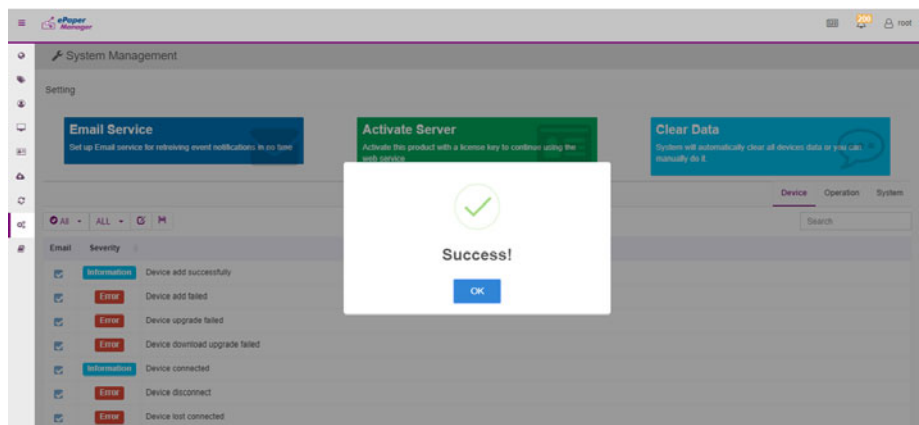 ePaper
Manager
200
root
System Management
Setting
Email Service
Set up Email service for retreiving event notifications in no time
Activate Server
Activate this product with a license key to continue using the
web service
Clear Data
System will automatically clear all devices data or you can
manually do it.
Device Operation System
All ALL
Search
Email Severity
Information Device add successfully
Error Device add failed
Error Device upgrade failed
Error Device download upgrade failed
Information Device connected
Error Device disconnect
Error Device lost connected
Success!
OK